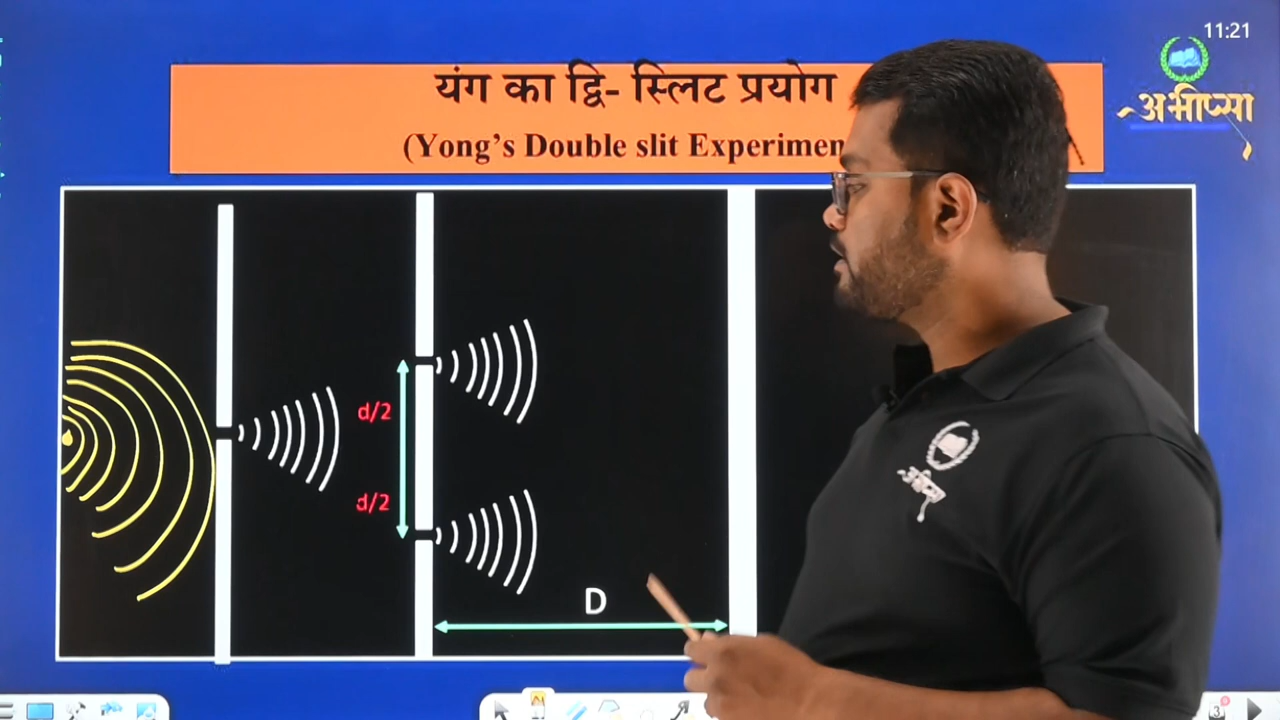 11:21
अभीप्सा
यंग का द्वि- स्लिट प्रयोग
(Yong’s Double slit Experimen
d/2
d/2
D